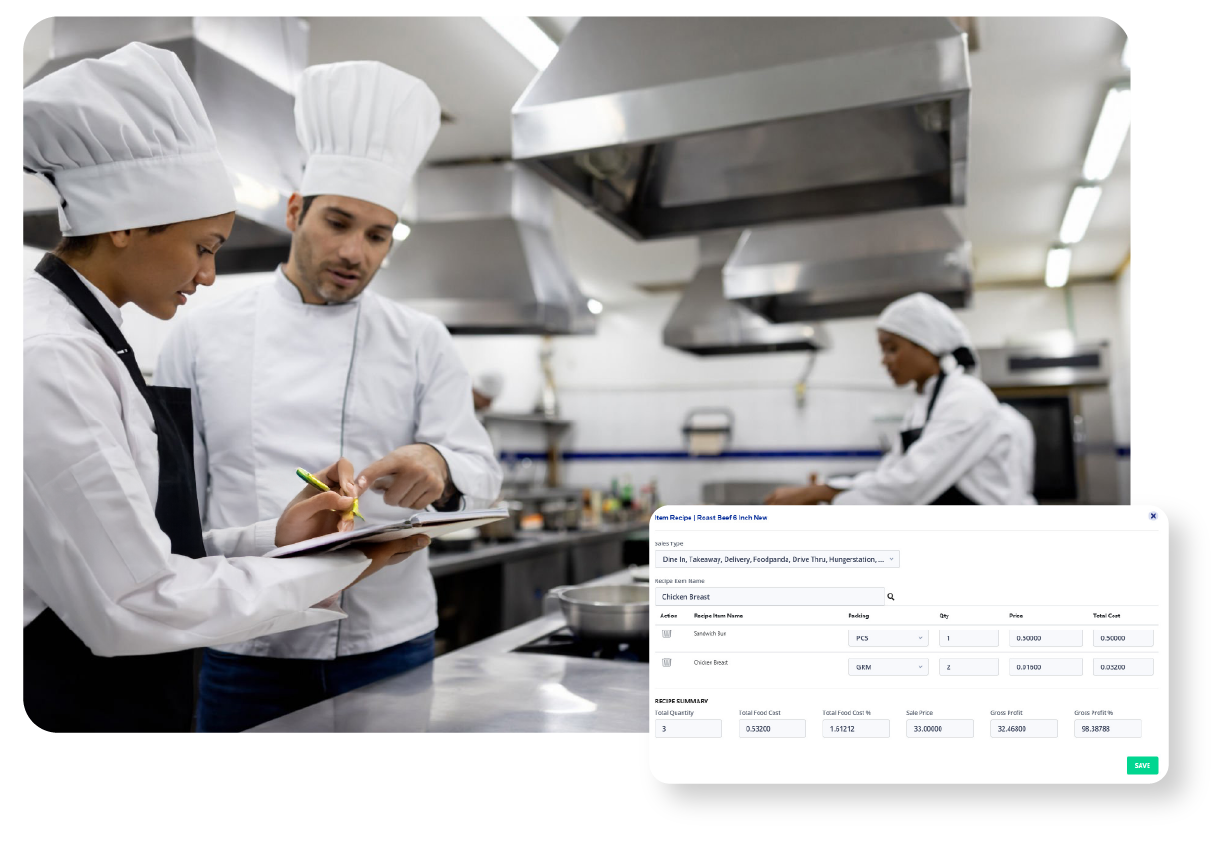 Item Recipe | Roast Beef 6 Inch New
Sales Type
Dine In, Takeaway, Delivery, Foodpanda, Drive Thru, Hungerstation, ...
Recipe Item Name
Chicken Breast
Action Recipe Item Name Packing Qty Price Total Cost
Sandwich Bun PCS 1 0.50000 0.50000
Chicken Breast GRM 2 0.01600 0.03200
RECIPE SUMMARY
Total Quantity Total Food Cost Total Food Cost % Sale Price Gross Profit Gross Profit %
3 0.53200 1.61212 33.00000 32.46800 98.38788
SAVE